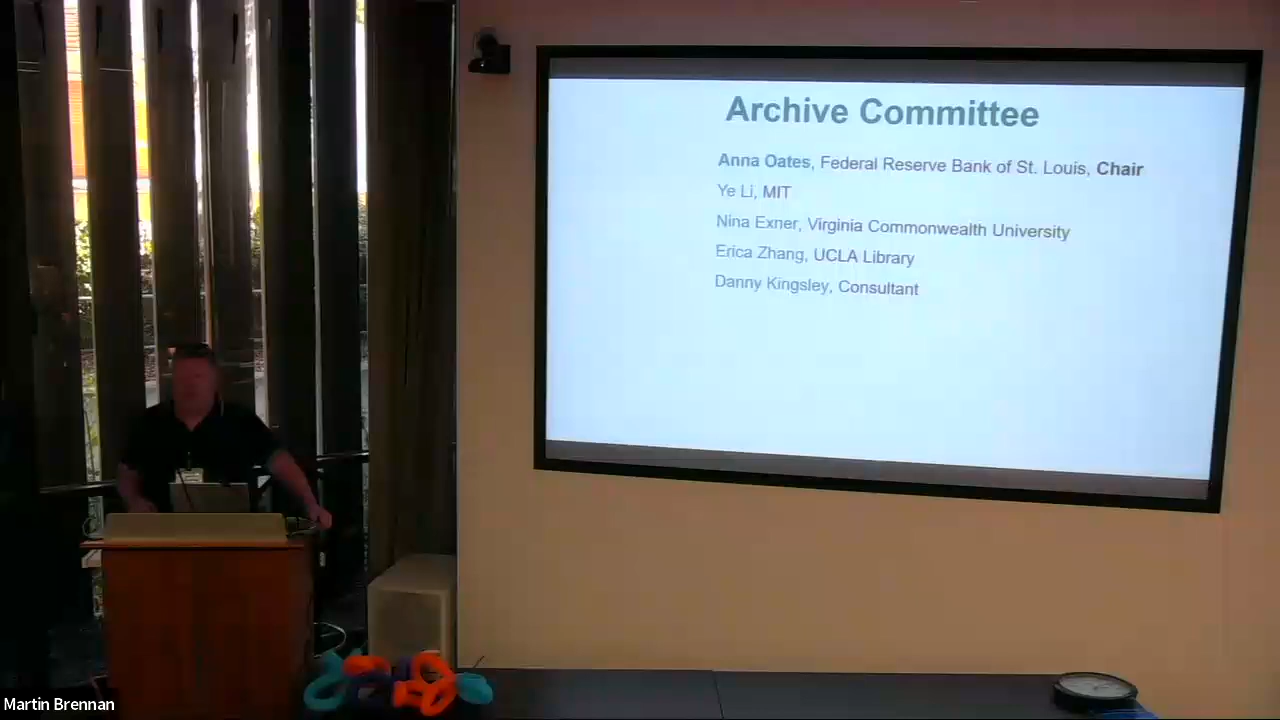 Archive Committee
Anna Oates, Federal Reserve Bank of St. Louis, Chair
Ye Li, MIT
Nina Exner, Virginia Commonwealth University
Erica Zhang, UCLA Library
Danny Kingsley, Consultant
Martin Brennan